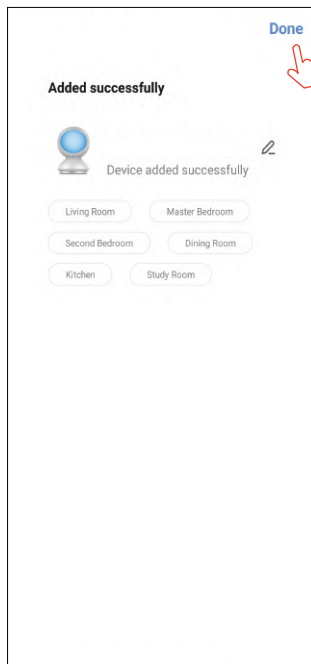 Done
Added successfully
Device added successfully
Living Room
Master Bedroom
Second Bedroom
Dining Room
Kitchen
Study Room